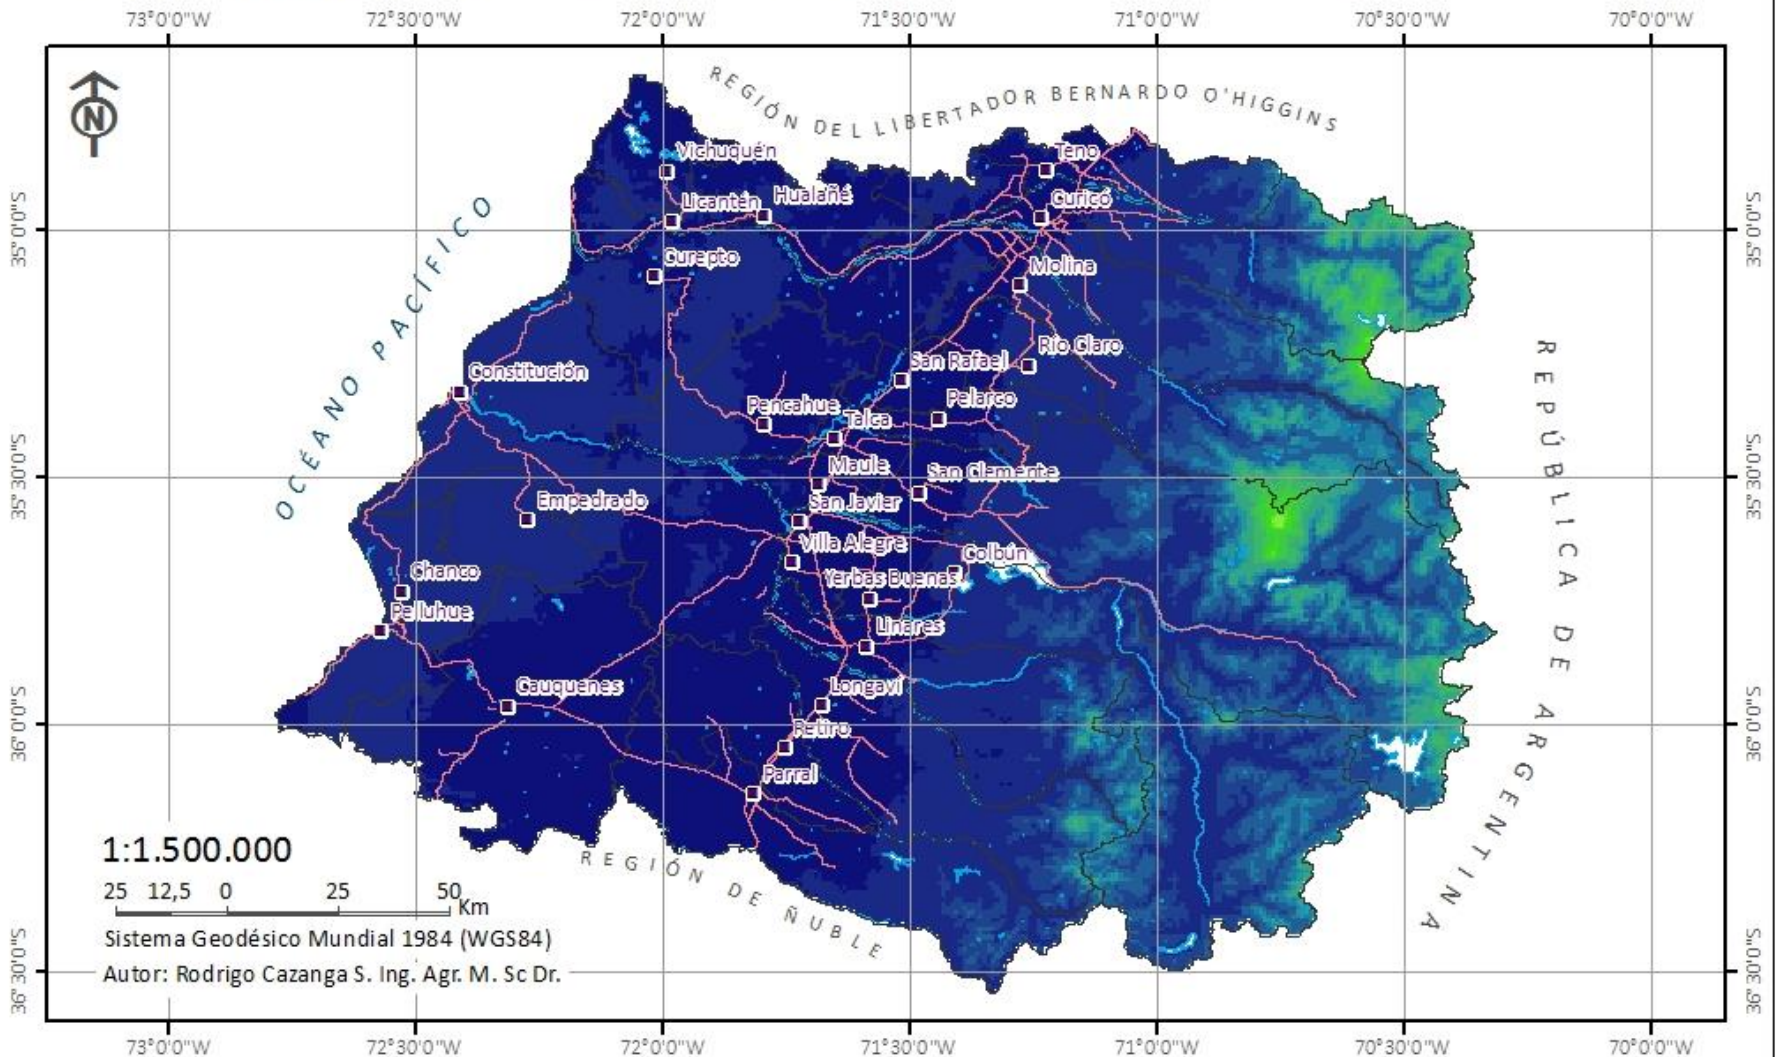 73°0'0"W 72°30'0"W 72°0'0"W 71°30'0"W 71°0'0"W 70°30'0"W 70°0'0"W
N
REGIÓN DEL LIBERTADOR BERNARDO O'HIGGINS
Vichuquén
Teno
Licantén
Hualañé
Curicó
35°0'0"S
35°0'0"S
OCÉANO PACÍFICO
Curepto
Molina
Constitución
San Rafael
Río Claro
REPÚBLICA DE ARGENTINA
Pencahue
Talca
Pelarco
Maule
San Clemente
35°30'0"S
35°30'0"S
Empedrado
San Javier
Villa Alegre
Colbún
Chanco
Yerbas Buenas
Pelluhue
Linares
Cauquenes
Longaví
36°0'0"S
36°0'0"S
Retiro
Parral
1:1.500.000
REGIÓN DE ÑUBLE
25 12,5 0 25 50 Km
Sistema Geodésico Mundial 1984 (WGS84)
Autor: Rodrigo Cazanga S. Ing. Agr. M. Sc Dr.
36°30'0"S
36°30'0"S
73°0'0"W 72°30'0"W 72°0'0"W 71°30'0"W 71°0'0"W 70°30'0"W 70°0'0"W